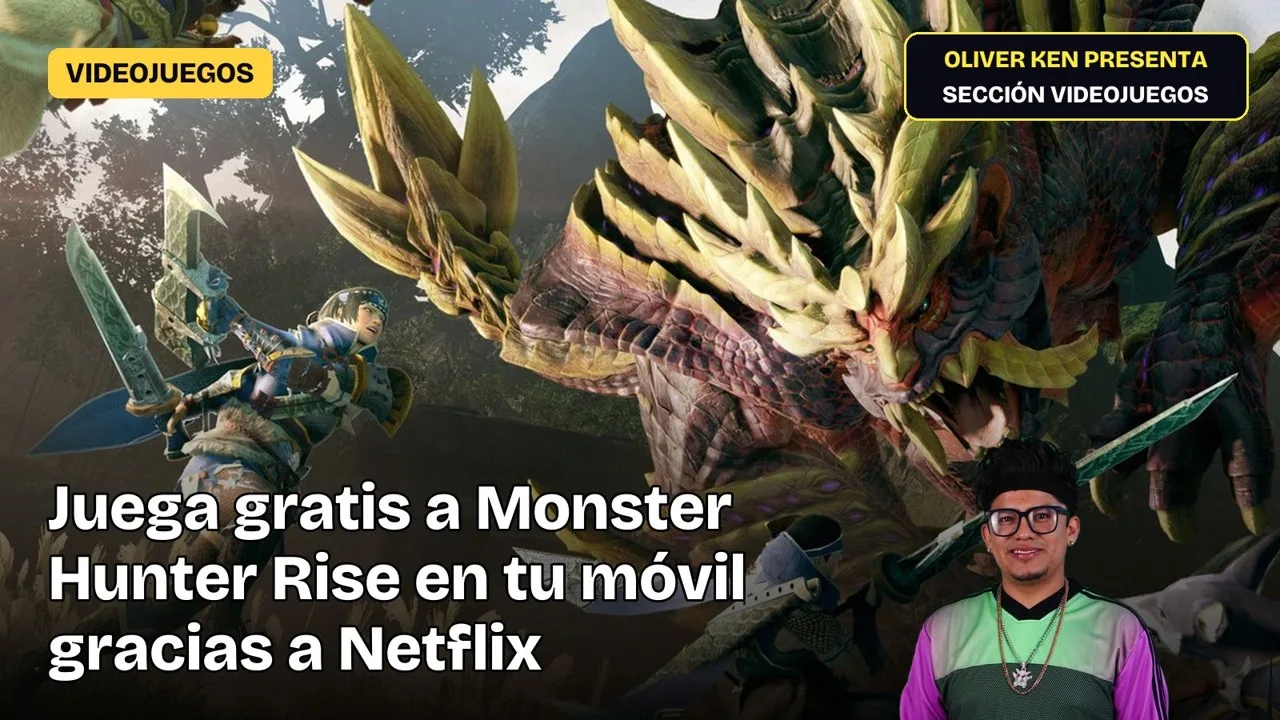 VIDEOJUEGOS
OLIVER KEN PRESENTA
SECCIÓN VIDEOJUEGOS
Juega gratis a Monster
Hunter Rise en tu móvil
gracias a Netflix